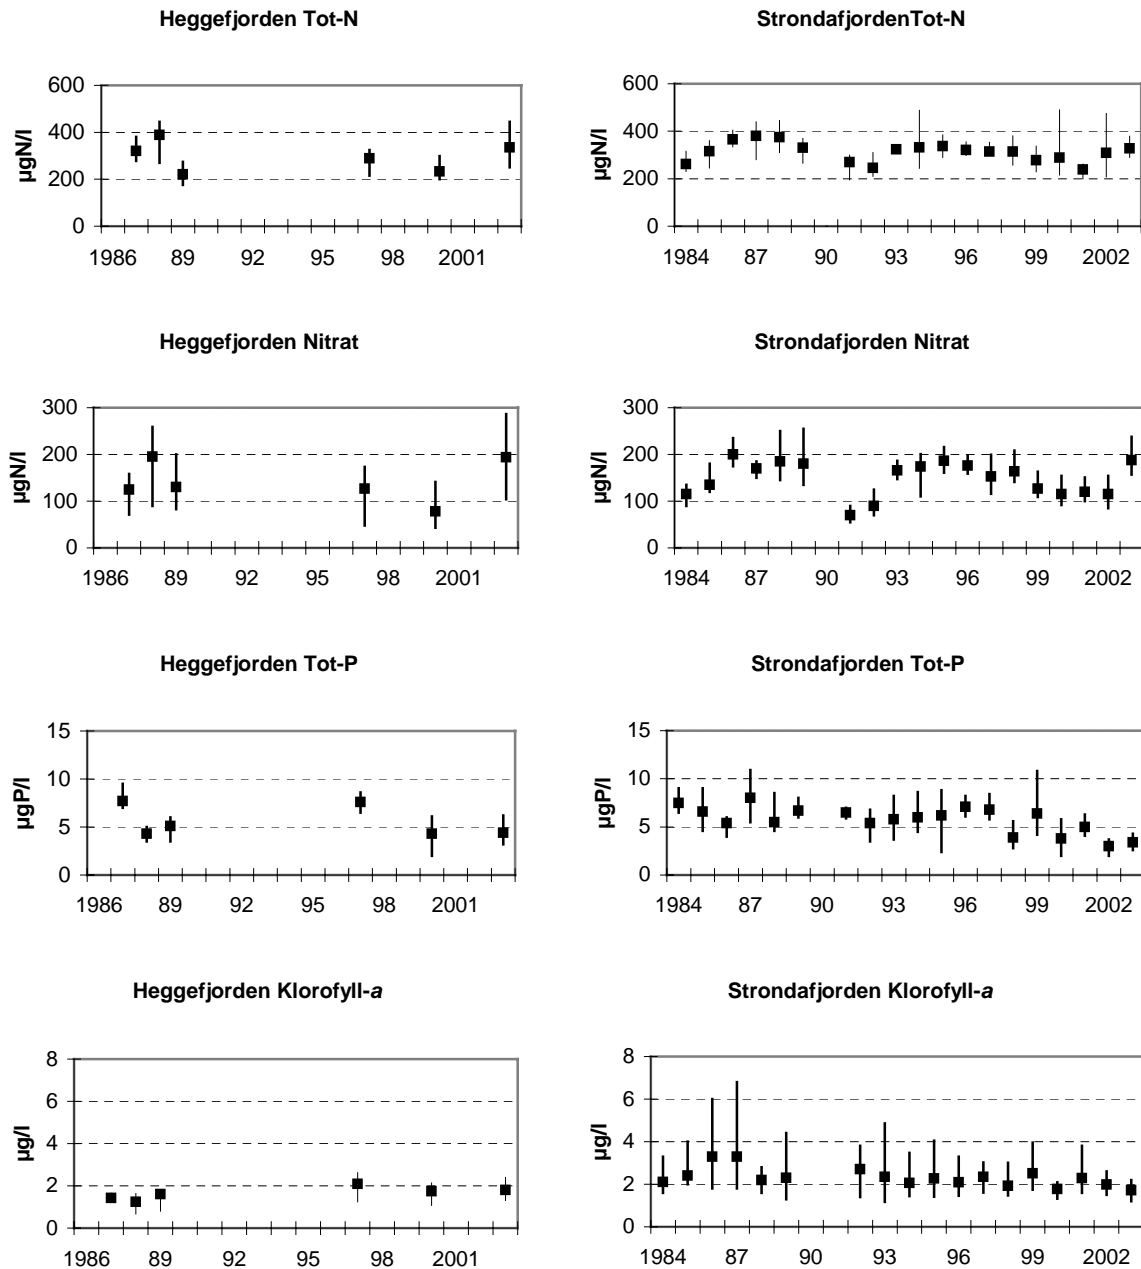 Heggefjorden Tot-N
600
400
200
0
µgN/l
1986 89 92 95 98 2001
StrondafjordenTot-N
600
400
200
0
µgN/l
1984 87 90 93 96 99 2002
Heggefjorden Nitrat
300
200
100
0
µgN/l
1986 89 92 95 98 2001
Strondafjorden Nitrat
300
200
100
0
µgN/l
1984 87 90 93 96 99 2002
Heggefjorden Tot-P
15
10
5
0
µgP/l
1986 89 92 95 98 2001
Strondafjorden Tot-P
15
10
5
0
µgP/l
1984 87 90 93 96 99 2002
Heggefjorden Klorofyll-a
8
6
4
2
0
µg/l
1986 89 92 95 98 2001
Strondafjorden Klorofyll-a
8
6
4
2
0
µg/l
1984 87 90 93 96 99 2002